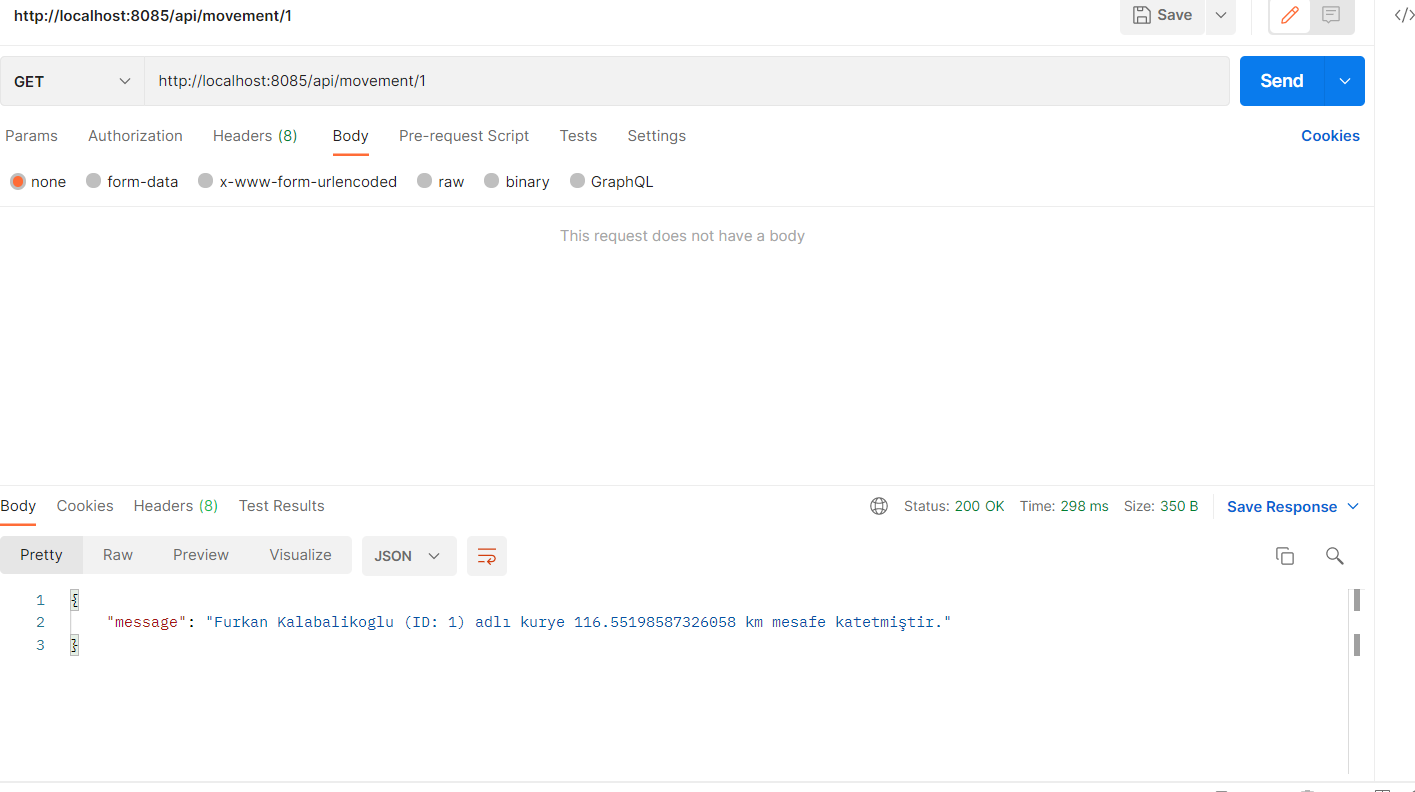 http://localhost:8085/api/movement/1
Save
</>
GET
http://localhost:8085/api/movement/1
Send
Params Authorization Headers (8) Body Pre-request Script Tests Settings Cookies
none form-data x-www-form-urlencoded raw binary GraphQL
This request does not have a body
Body Cookies Headers (8) Test Results Status: 200 OK Time: 298 ms Size: 350 B Save Response
Pretty Raw Preview Visualize JSON
1 {
2 "message": "Furkan Kalabalikoglu (ID: 1) adlı kurye 116.55198587326058 km mesafe katetmiştir."
3 }